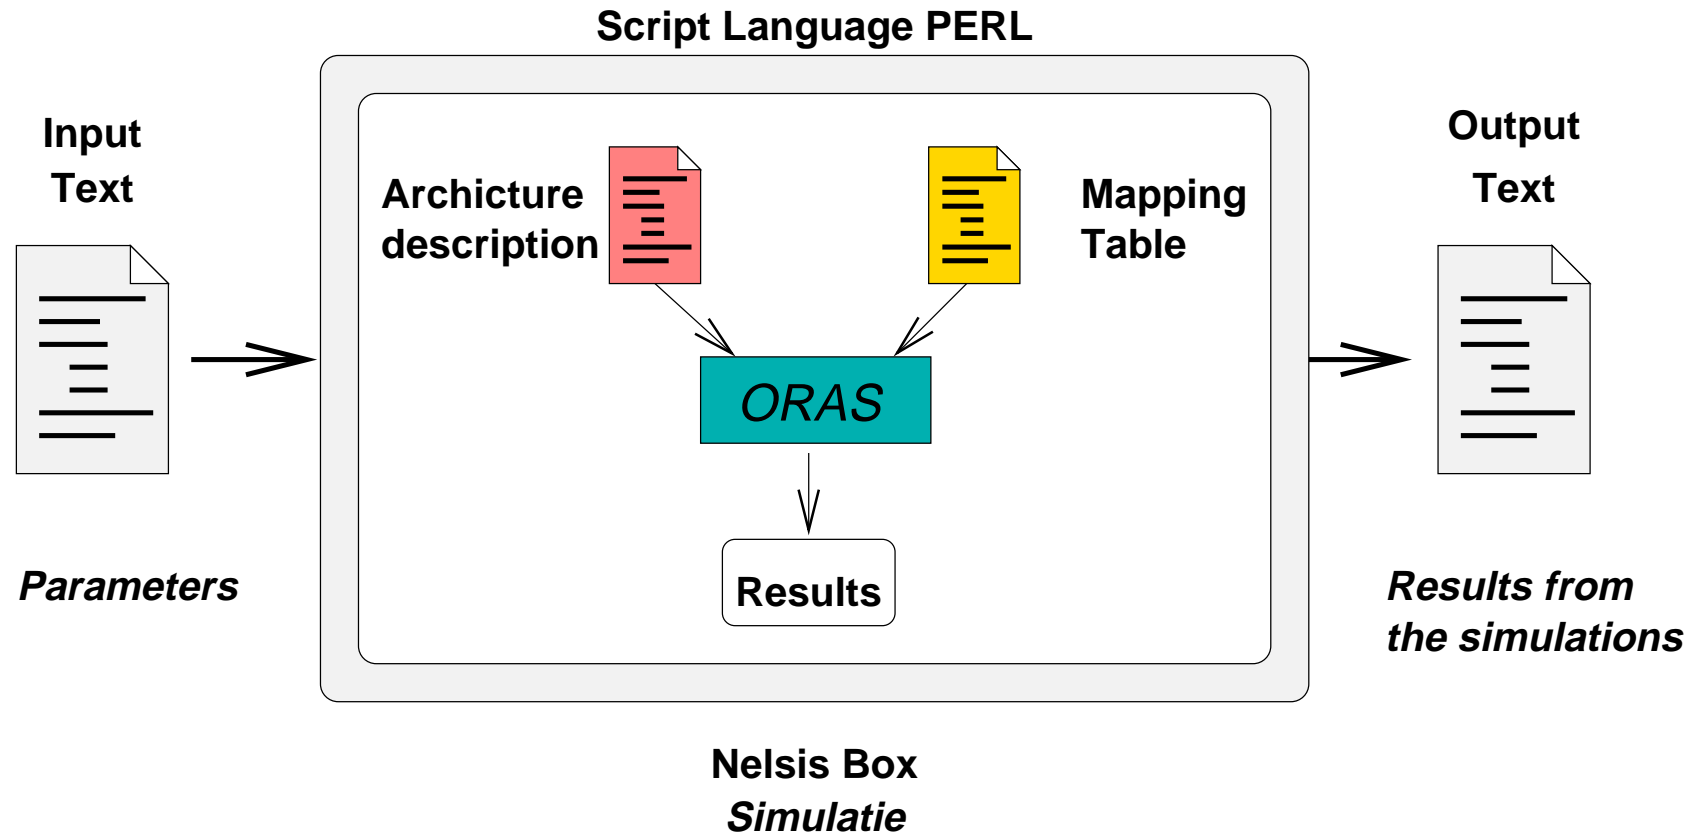 Script Language PERL
Input
Text
Archicture
description
Mapping
Table
Output
Text
ORAS
Results
Parameters
Results from
the simulations
Nelsis Box
Simulatie